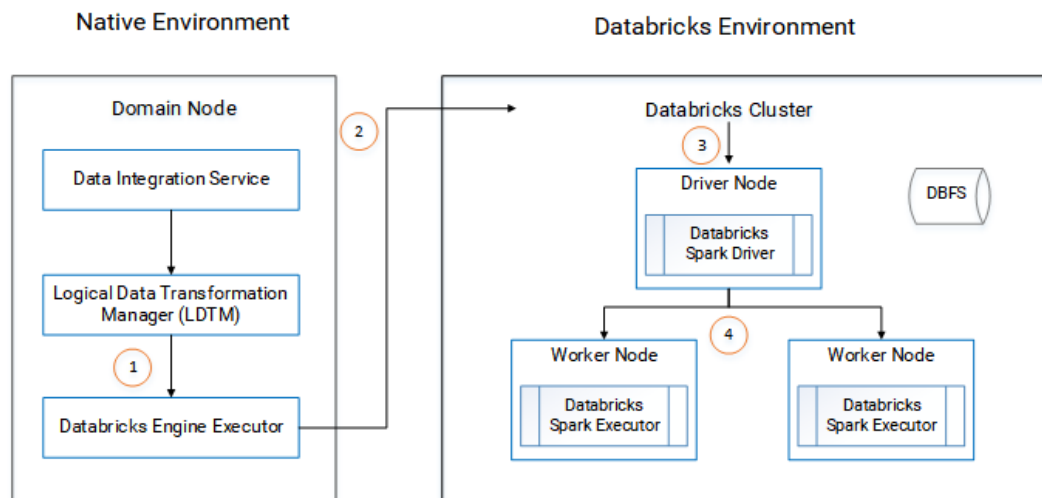 Native Environment
Databricks Environment
Domain Node
Data Integration Service
Logical Data Transformation
Manager (LDTM)
1
Databricks Engine Executor
2
Databricks Cluster
3
Driver Node
Databricks
Spark Driver
DBFS
4
Worker Node
Databricks
Spark Executor
Worker Node
Databricks
Spark Executor